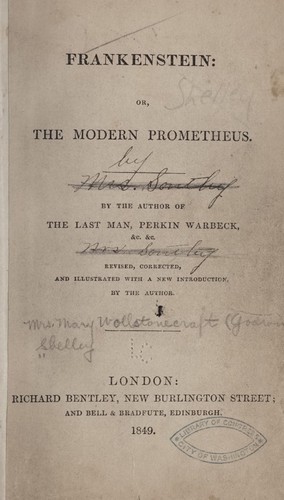 FRANKENSTEIN:
Shelley
OR,
THE MODERN PROMETHEUS.
by
Mrs. Southey
BY THE AUTHOR OF
THE LAST MAN, PERKIN WARBECK,
&c. &c.
Mrs Southey
REVISED, CORRECTED,
AND ILLUSTRATED WITH A NEW INTRODUCTION,
BY THE AUTHOR.
Mrs. Mary Wollstonecraft (Godwin)
Shelley
LONDON:
RICHARD BENTLEY, NEW BURLINGTON STREET;
AND BELL & BRADFUTE, EDINBURGH.
1849.
LIBRARY OF CONGRESS
CITY OF WASHINGTON